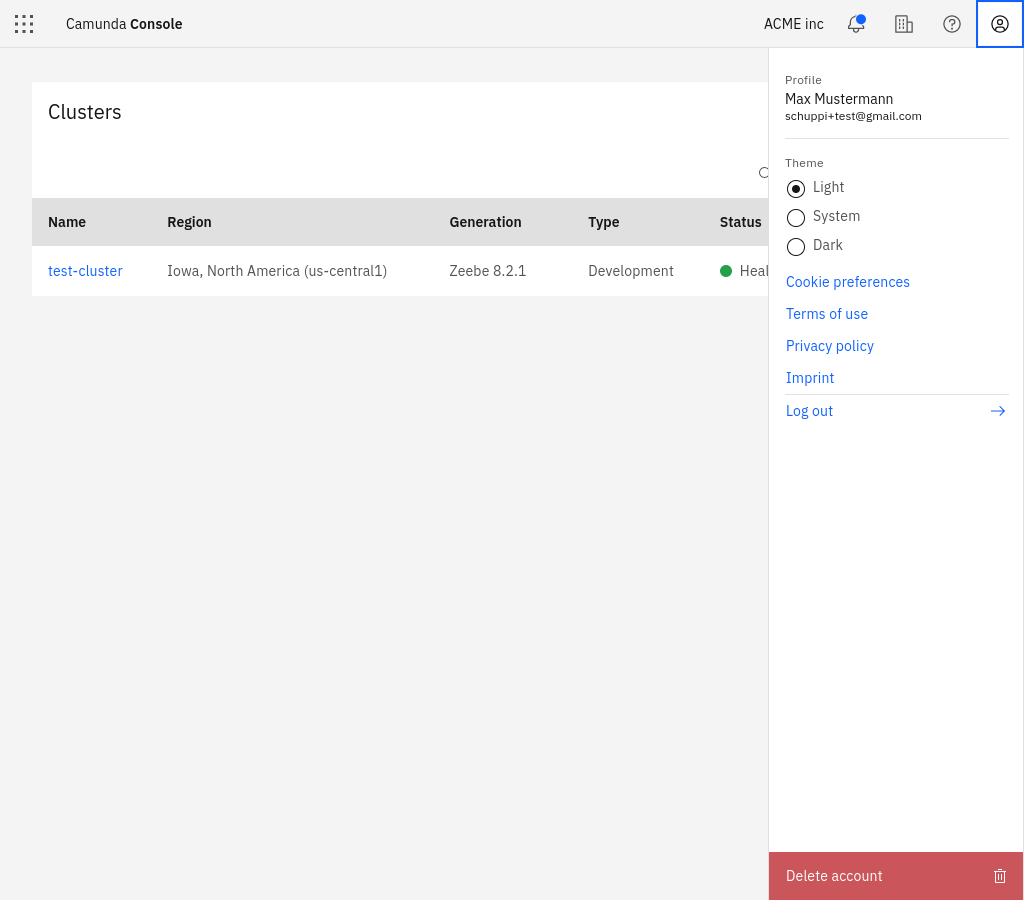 Camunda Console
ACME inc
Clusters
Name Region Generation Type Status
test-cluster Iowa, North America (us-central1) Zeebe 8.2.1 Development
Profile
Max Mustermann
schuppi+test@gmail.com
Theme
Light
System
Dark
Cookie preferences
Terms of use
Privacy policy
Imprint
Log out
Delete account